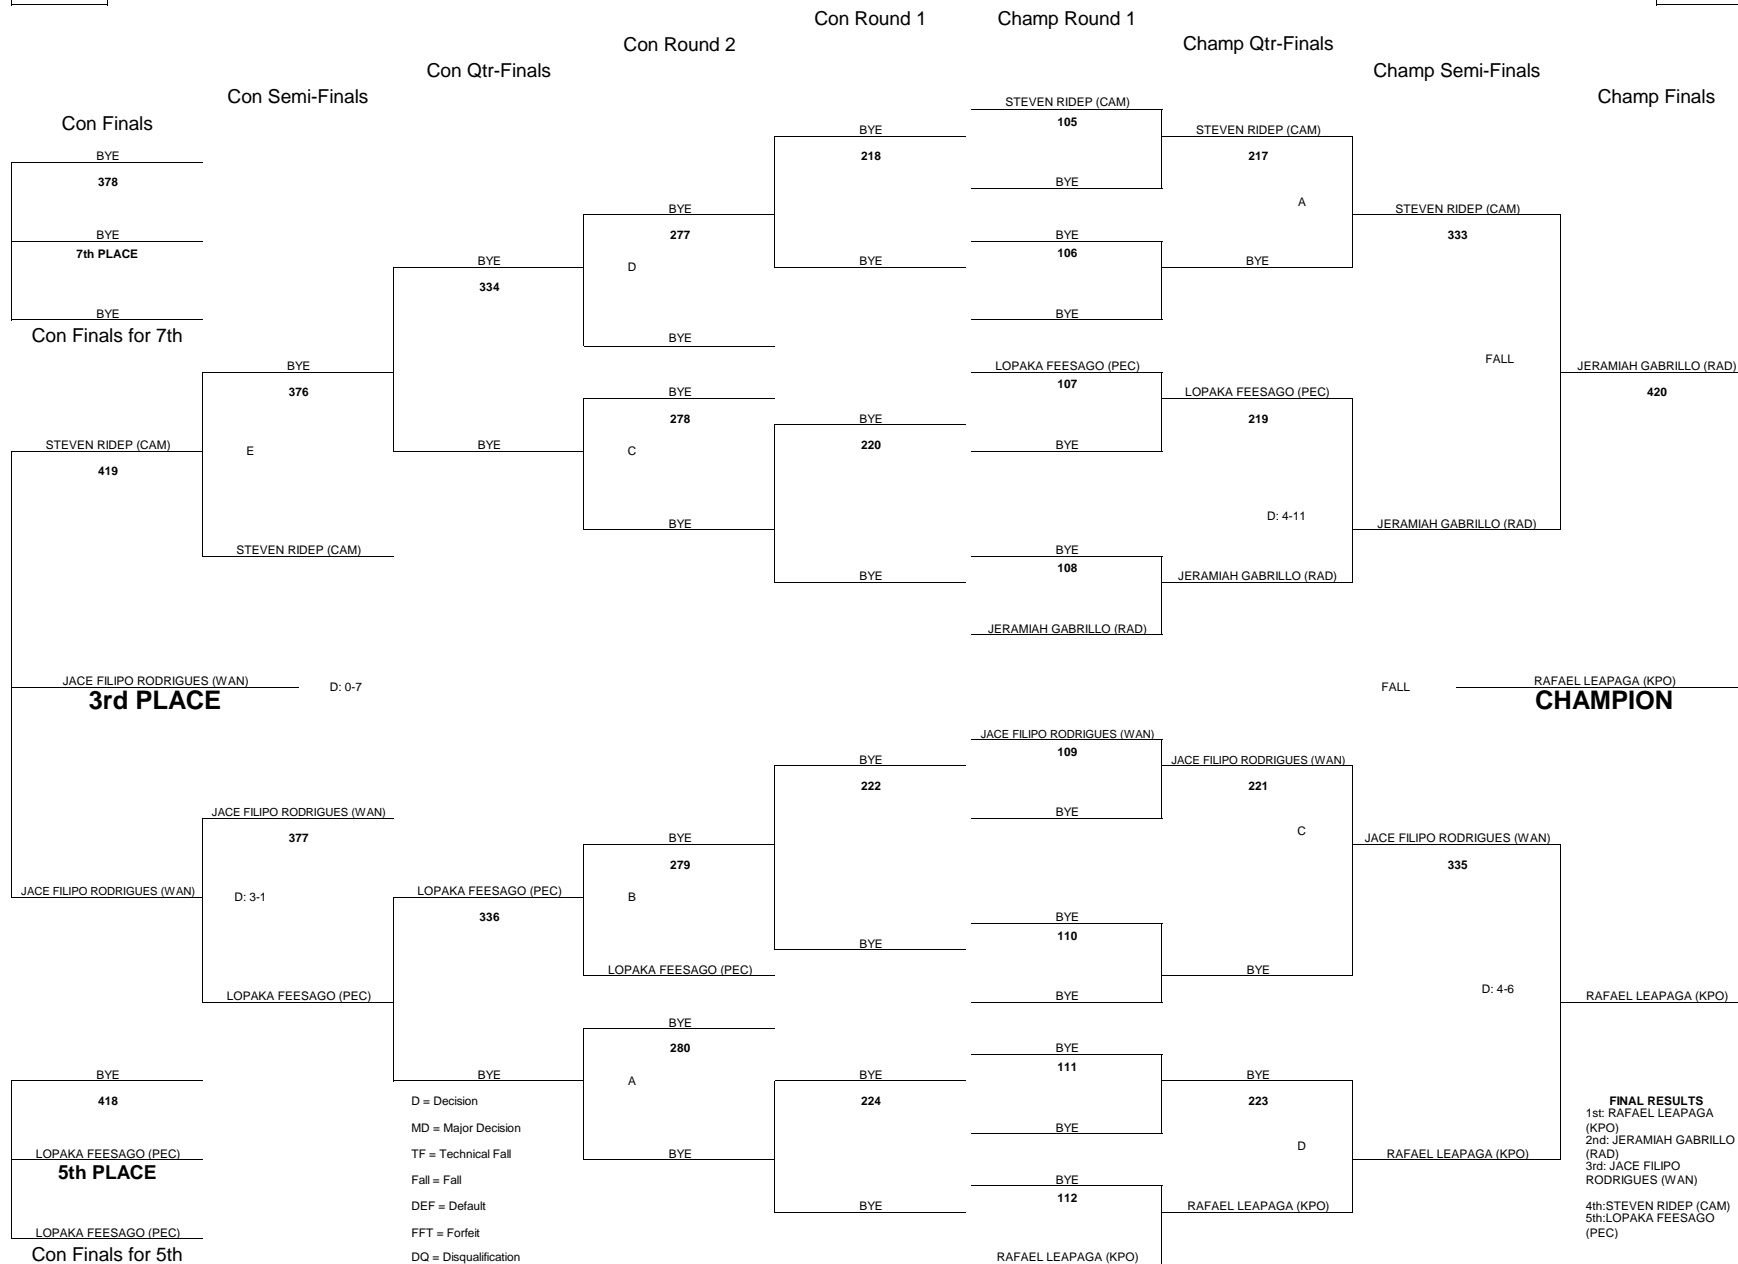 Con Round 1
Champ Round 1
Con Round 2
Champ Qtr-Finals
Con Qtr-Finals
Champ Semi-Finals
Con Semi-Finals
Champ Finals
Con Finals
BYE
378
BYE
7th PLACE
BYE
Con Finals for 7th
STEVEN RIDEP (CAM)
419
JACE FILIPO RODRIGUES (WAN)
3rd PLACE
D: 0-7
JACE FILIPO RODRIGUES (WAN)
BYE
418
LOPAKA FEESAGO (PEC)
5th PLACE
LOPAKA FEESAGO (PEC)
Con Finals for 5th
BYE
376
E
STEVEN RIDEP (CAM)
JACE FILIPO RODRIGUES (WAN)
377
D: 3-1
LOPAKA FEESAGO (PEC)
BYE
334
BYE
LOPAKA FEESAGO (PEC)
336
BYE
D = Decision
MD = Major Decision
TF = Technical Fall
Fall = Fall
DEF = Default
FFT = Forfeit
DQ = Disqualification
BYE
277
D
BYE
BYE
278
C
BYE
BYE
279
B
LOPAKA FEESAGO (PEC)
BYE
280
A
BYE
BYE
218
BYE
BYE
220
BYE
BYE
222
BYE
BYE
224
BYE
STEVEN RIDEP (CAM)
105
BYE
BYE
106
BYE
LOPAKA FEESAGO (PEC)
107
BYE
BYE
108
JERAMIAH GABRILLO (RAD)
JACE FILIPO RODRIGUES (WAN)
109
BYE
BYE
110
BYE
BYE
111
BYE
BYE
112
RAFAEL LEAPAGA (KPO)
STEVEN RIDEP (CAM)
217
A
BYE
LOPAKA FEESAGO (PEC)
219
D: 4-11
JERAMIAH GABRILLO (RAD)
JACE FILIPO RODRIGUES (WAN)
221
C
BYE
BYE
223
D
RAFAEL LEAPAGA (KPO)
STEVEN RIDEP (CAM)
333
FALL
JERAMIAH GABRILLO (RAD)
JACE FILIPO RODRIGUES (WAN)
335
D: 4-6
RAFAEL LEAPAGA (KPO)
JERAMIAH GABRILLO (RAD)
420
FALL
RAFAEL LEAPAGA (KPO)
CHAMPION
RAFAEL LEAPAGA (KPO)
FINAL RESULTS
1st: RAFAEL LEAPAGA
(KPO)
2nd: JERAMIAH GABRILLO
(RAD)
3rd: JACE FILIPO
RODRIGUES (WAN)
4th:STEVEN RIDEP (CAM)
5th:LOPAKA FEESAGO
(PEC)